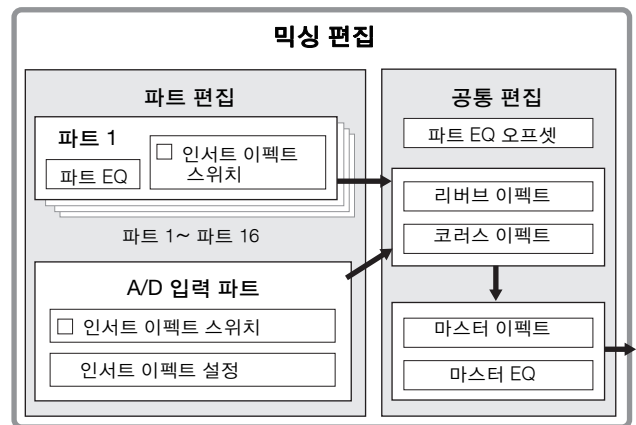 믹싱 편집
파트 편집
파트 1
파트 EQ
☐ 인서트 이펙트
스위치
파트 1~ 파트 16
A/D 입력 파트
☐ 인서트 이펙트 스위치
인서트 이펙트 설정
공통 편집
파트 EQ 오프셋
리버브 이펙트
코러스 이펙트
마스터 이펙트
마스터 EQ